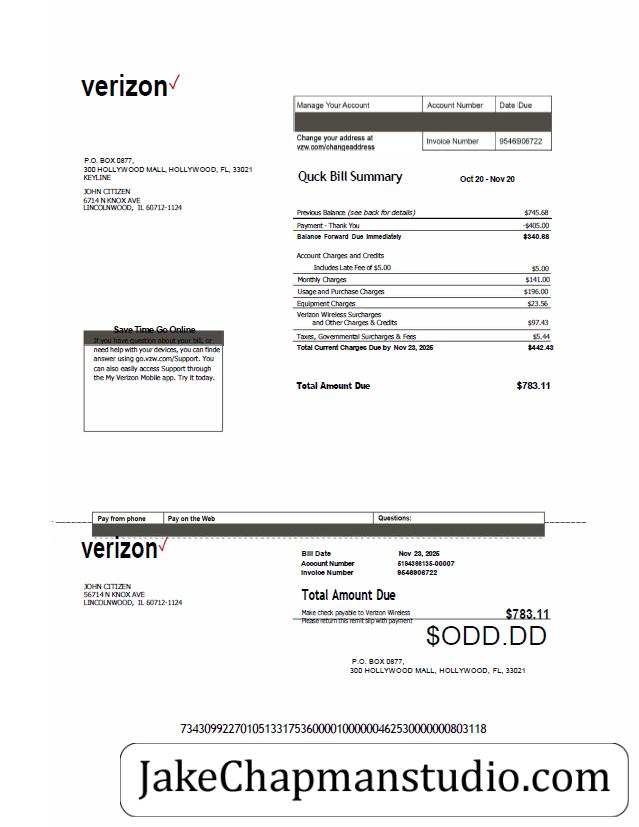 verizon✓
Manage Your Account Account Number Date Due
Change your address at
vzw.com/changeaddress
Invoice Number 9546906722
P.O. BOX 0877,
300 HOLLYWOOD MALL, HOLLYWOOD, FL, 33021
KEYLINE
JOHN CITIZEN
6714 N KNOX AVE
LINCOLNWOOD, IL 60712-1124
Quck Bill Summary Oct 20 - Nov 20
Previous Balance (see back for details) $745.68
Payment - Thank You -$405.00
Balance Forward Due Immediately $340.68
Account Charges and Credits
Includes Late Fee of $5.00 $5.00
Monthly Charges $141.00
Usage and Purchase Charges $196.00
Equipment Charges $23.56
Verizon Wireless Surcharges
and Other Charges & Credits $97.43
Taxes, Governmental Surcharges & Fees $5.44
Total Current Charges Due by Nov 23, 2025 $442.43
Total Amount Due $783.11
Save Time Go Online
If you have question about your bill, or
need help with your devices, you can finde
answer using go.vzw.com/Support. You
can also easily access Support through
the My Verizon Mobile app. Try it today.
Pay from phone Pay on the Web Questions:
verizon✓
Bill Date Nov 23, 2025
Account Number 5194366135-00007
Invoice Number 9546906722
JOHN CITIZEN
56714 N KNOX AVE
LINCOLNWOOD, IL 60712-1124
Total Amount Due
Make check payable to Verizon Wireless $783.11
Please return this remit slip with payment
$ODD.DD
P.O. BOX 0877,
300 HOLLYWOOD MALL, HOLLYWOOD, FL, 33021
7343099227010513317536000010000004625300000000803118
JakeChapmanstudio.com